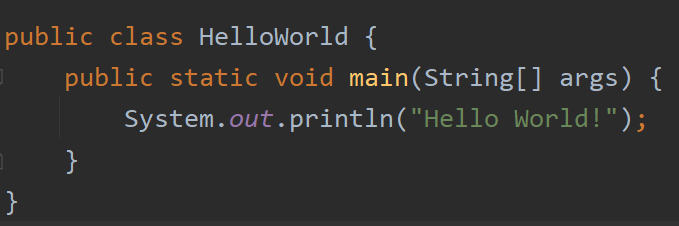 public class HelloWorld {
    public static void main(String[] args) {
        System.out.println("Hello World!");
    }
}